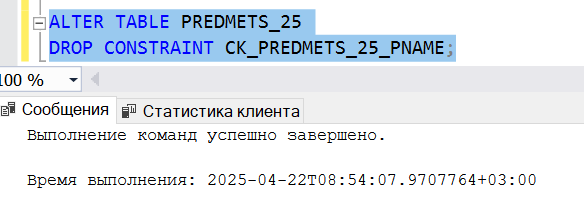 ALTER TABLE PREDMETS_25
DROP CONSTRAINT CK_PREDMETS_25_PNAME;
100 %
Сообщения Статистика клиента
Выполнение команд успешно завершено.
Время выполнения: 2025-04-22T08:54:07.9707764+03:00